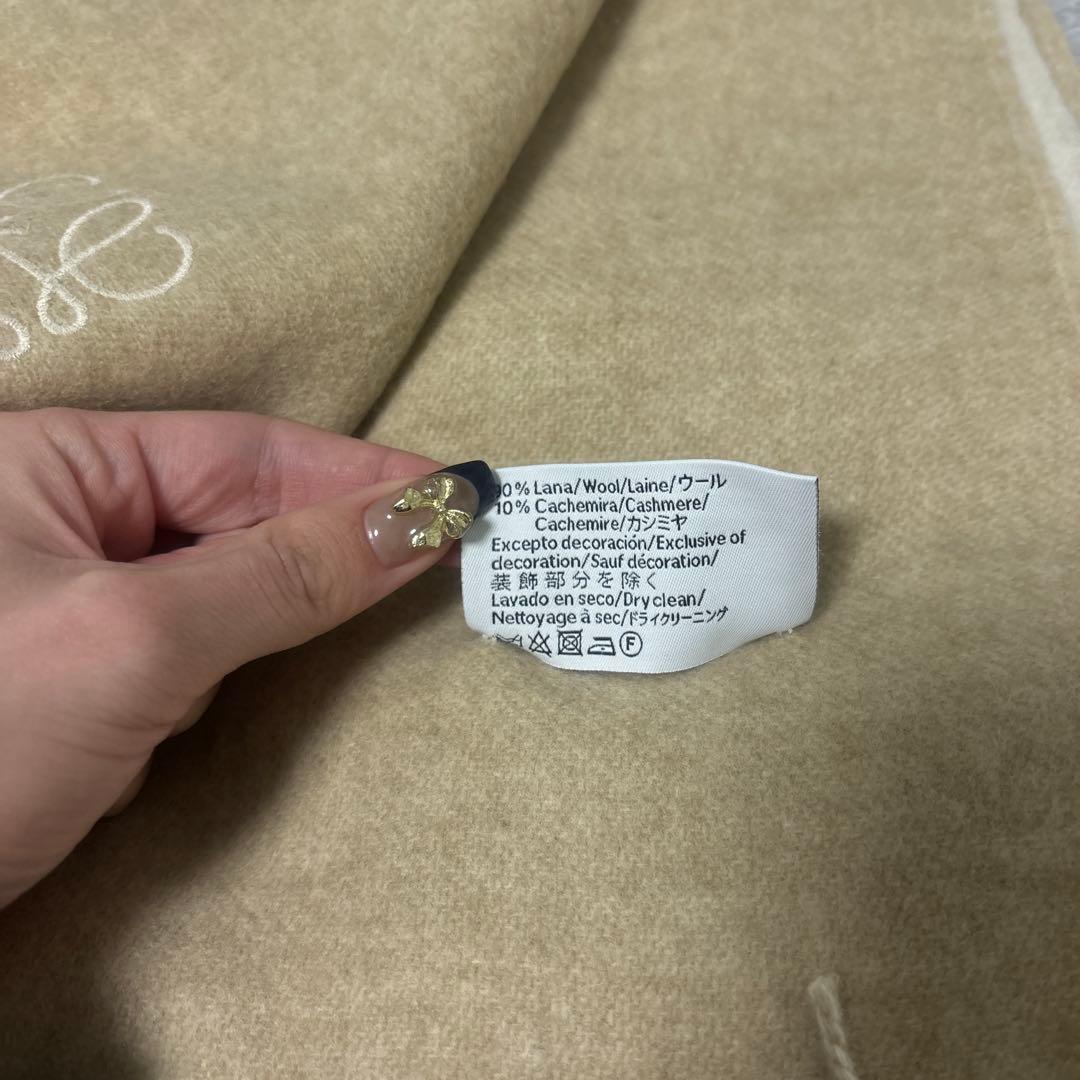 90% Lana/Wool/Laine/ウール
10% Cachemira/Cashmere/
Cachemire/カシミヤ
Excepto decoración/Exclusive of
decoration/Sauf décoration/
装飾部分を除く
Lavado en seco/Dry clean/
Nettoyage à sec/ドライクリーニング
F